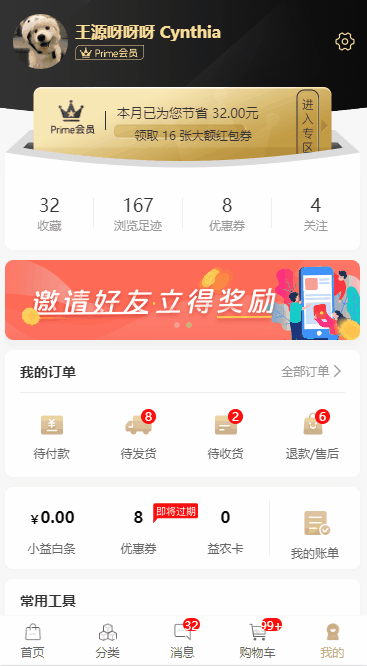 王源呀呀呀 Cynthia
Prime会员
Prime会员
本月已为您节省 32.00元
领取 16 张大额红包券
进入专区
32
167
8
4
收藏
浏览足迹
优惠券
关注
邀请好友立得奖励
我的订单
全部订单
8
2
6
待付款
待发货
待收货
退款/售后
¥0.00
8
即将过期
0
小益白条
优惠券
益农卡
我的账单
常用工具
32
99+
首页
分类
消息
购物车
我的